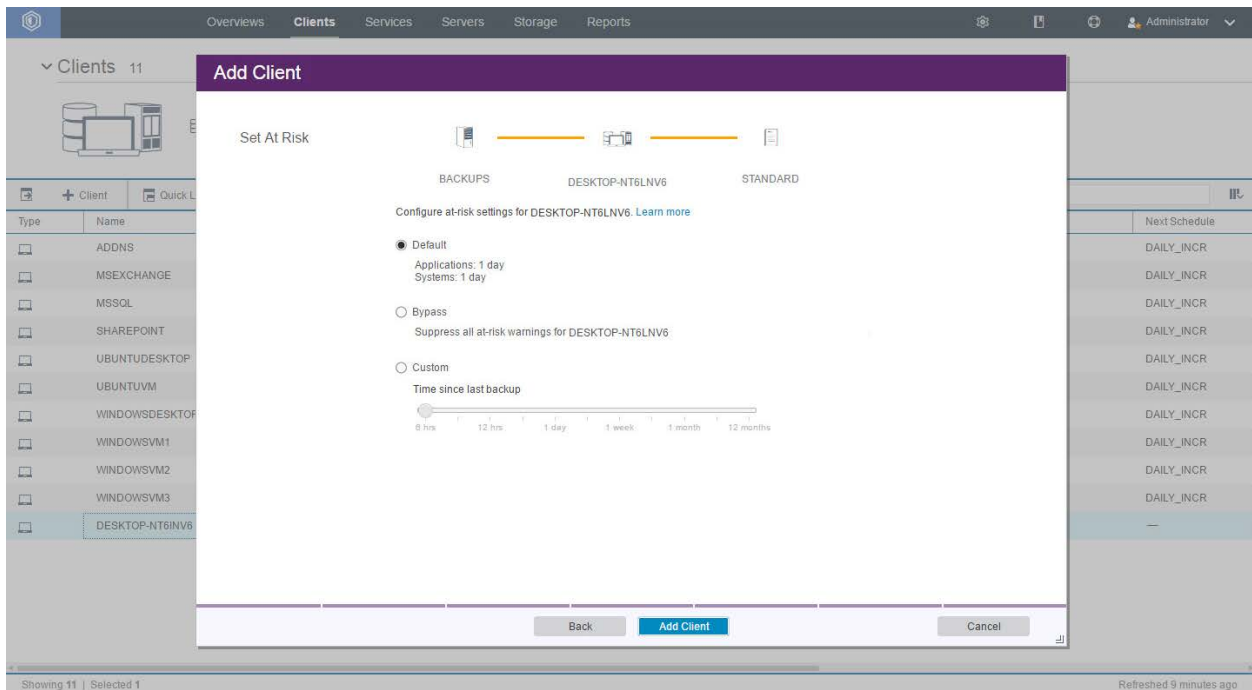 Overviews Clients Services Servers Storage Reports Administrator
Clients 11
Add Client
Set At Risk
BACKUPS DESKTOP-NT6LNV6 STANDARD
Configure at-risk settings for DESKTOP-NT6LNV6. Learn more
Default
Applications: 1 day
Systems: 1 day
Bypass
Suppress all at-risk warnings for DESKTOP-NT6LNV6
Custom
Time since last backup
6 hrs 12 hrs 1 day 1 week 1 month 12 months
Back Add Client Cancel
+ Client Quick L
Type Name Next Schedule
ADDNS DAILY_INCR
MSEXCHANGE DAILY_INCR
MSSQL DAILY_INCR
SHAREPOINT DAILY_INCR
UBUNTUDESKTOP DAILY_INCR
UBUNTUVM DAILY_INCR
WINDOWSDESKTOP DAILY_INCR
WINDOWSVM1 DAILY_INCR
WINDOWSVM2 DAILY_INCR
WINDOWSVM3 DAILY_INCR
DESKTOP-NT6INV6 —
Showing 11 | Selected 1 Refreshed 9 minutes ago